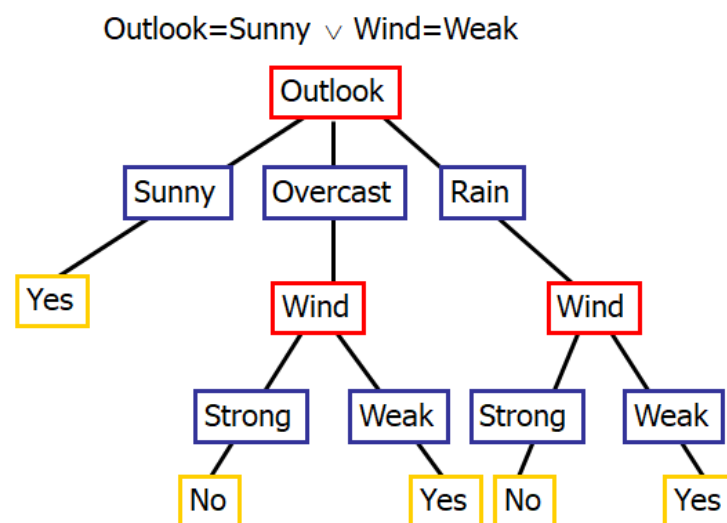 Outlook=Sunny ∨ Wind=Weak
Outlook
Sunny Overcast Rain
Yes Wind Wind
Strong Weak Strong Weak
No Yes No Yes